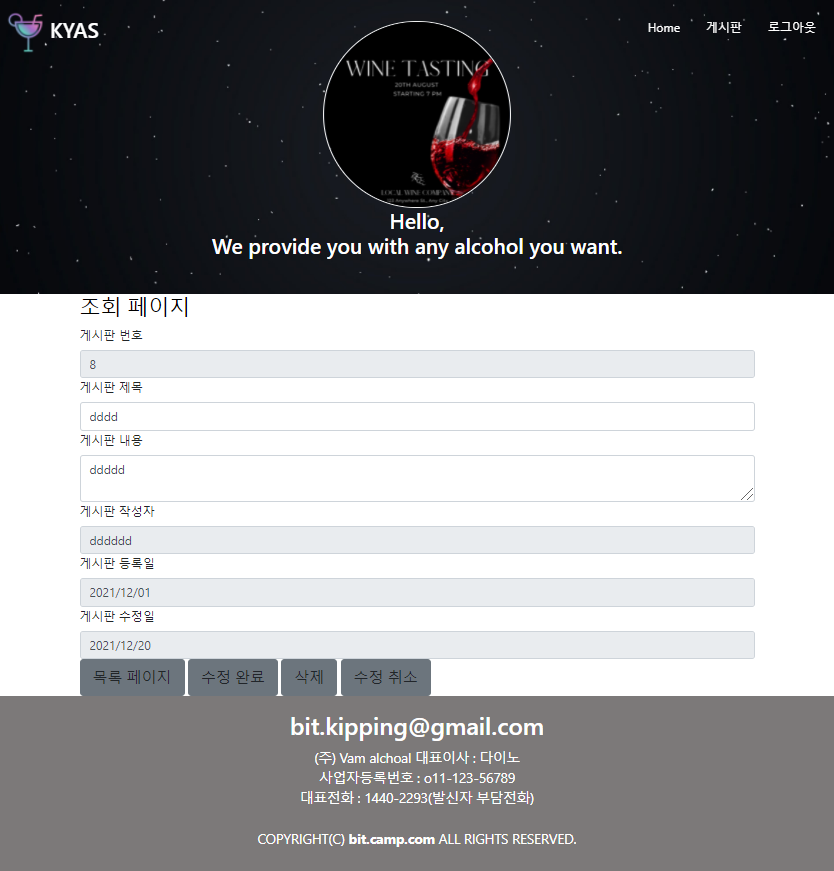 KYAS
Home 게시판 로그아웃
WINE TASTING
20TH AUGUST
STARTING 7 PM
LOCAL WINE COMPANY
Hello,
We provide you with any alcohol you want.
조회 페이지
게시판 번호
8
게시판 제목
dddd
게시판 내용
ddddd
게시판 작성자
dddddd
게시판 등록일
2021/12/01
게시판 수정일
2021/12/20
목록 페이지 수정 완료 삭제 수정 취소
bit.kipping@gmail.com
(주) Vam alchoal 대표이사 : 다이노
사업자등록번호 : o11-123-56789
대표전화 : 1440-2293(발신자 부담전화)
COPYRIGHT(C) bit.camp.com ALL RIGHTS RESERVED.